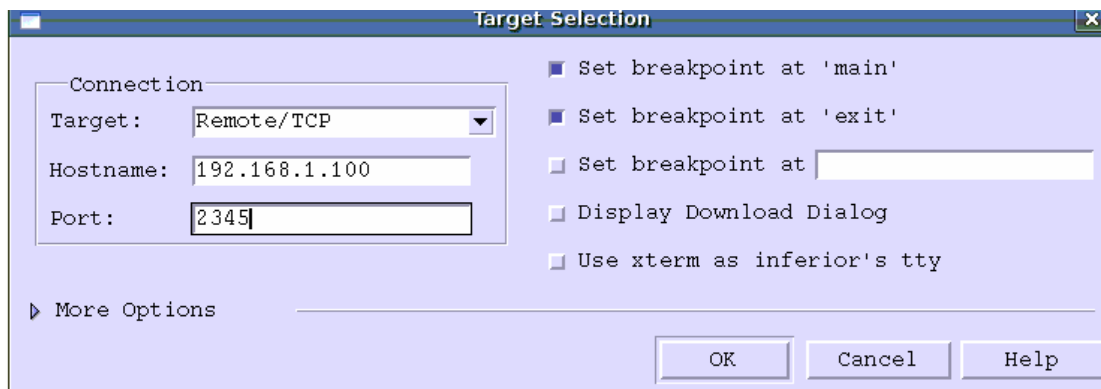 Target Selection
Connection
Target: Remote/TCP
Hostname: 192.168.1.100
Port: 2345
Set breakpoint at 'main'
Set breakpoint at 'exit'
Set breakpoint at
Display Download Dialog
Use xterm as inferior's tty
More Options
OK Cancel Help